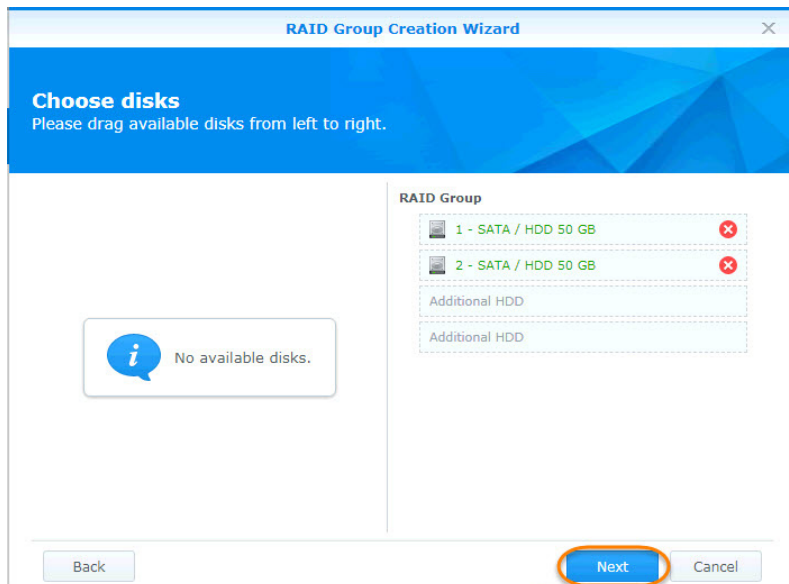 RAID Group Creation Wizard
Choose disks
Please drag available disks from left to right.
No available disks.
RAID Group
1 - SATA / HDD 50 GB
2 - SATA / HDD 50 GB
Additional HDD
Additional HDD
Back
Next
Cancel